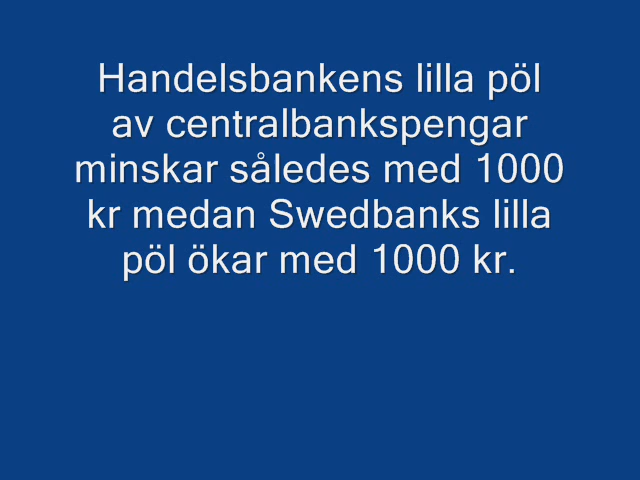 Handelsbankens lilla pöl
av centralbankspengar
minskar således med 1000
kr medan Swedbanks lilla
pöl ökar med 1000 kr.